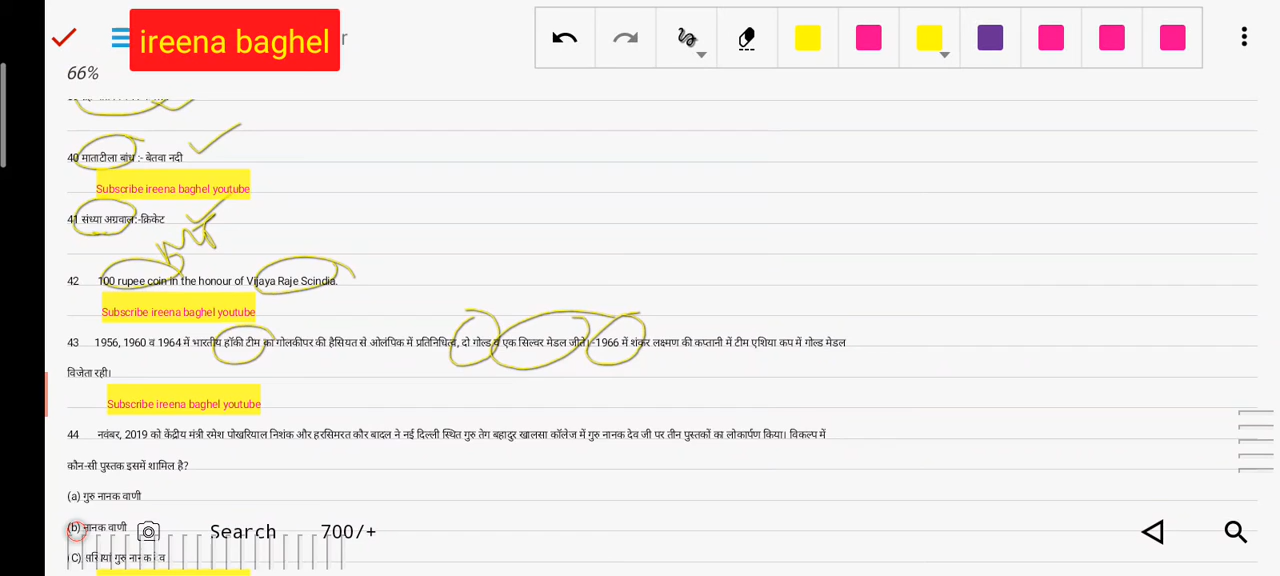 ireena baghel
r
66%
40 माताटीला बांध :- बेतवा नदी
Subscribe ireena baghel youtube
41 संध्या अग्रवाल:-क्रिकेट
42 100 rupee coin in the honour of Vijaya Raje Scindia.
Subscribe ireena baghel youtube
43 1956, 1960 व 1964 में भारतीय हॉकी टीम का गोलकीपर की हैसियत से ओलंपिक में प्रतिनिधित्व, दो गोल्ड व एक सिल्वर मेडल जीते। -1966 में शंकर लक्ष्मण की कप्तानी में टीम एशिया कप में गोल्ड मेडल
विजेता रही।
Subscribe ireena baghel youtube
44 नवंबर, 2019 को केंद्रीय मंत्री रमेश पोखरियाल निशंक और हरसिमरत कौर बादल ने नई दिल्ली स्थित गुरु तेग बहादुर खालसा कॉलेज में गुरु नानक देव जी पर तीन पुस्तकों का लोकार्पण किया। विकल्प में
कौन-सी पुस्तक इसमें शामिल है?
(a) गुरु नानक वाणी
(b) नानक वाणी
Search 700/+
(C) साखियां गुरु नानक देव